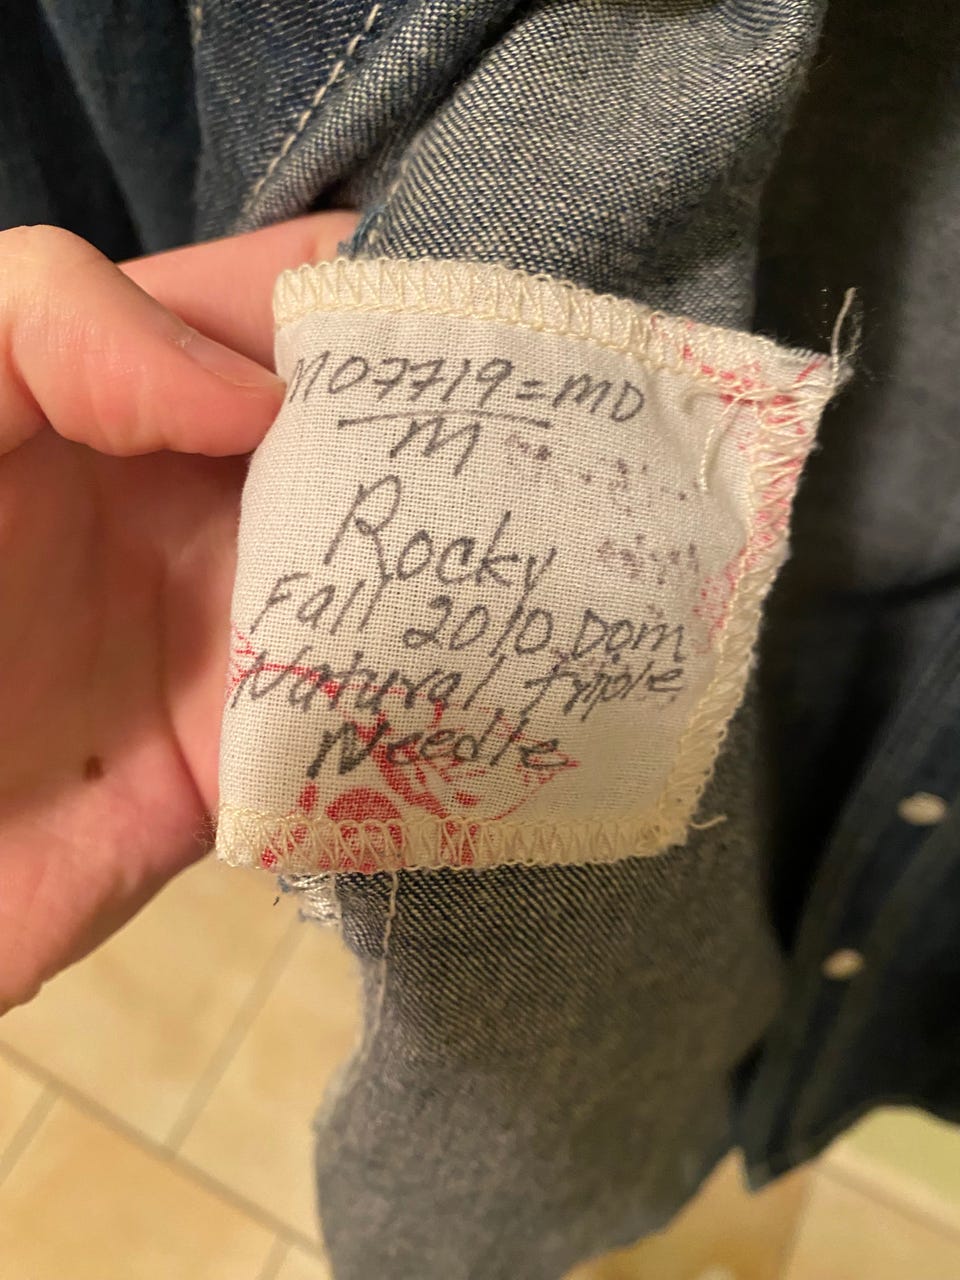 M07719=MD
M
Rocky
Fall 2010 Dom
Natural triple
Needle